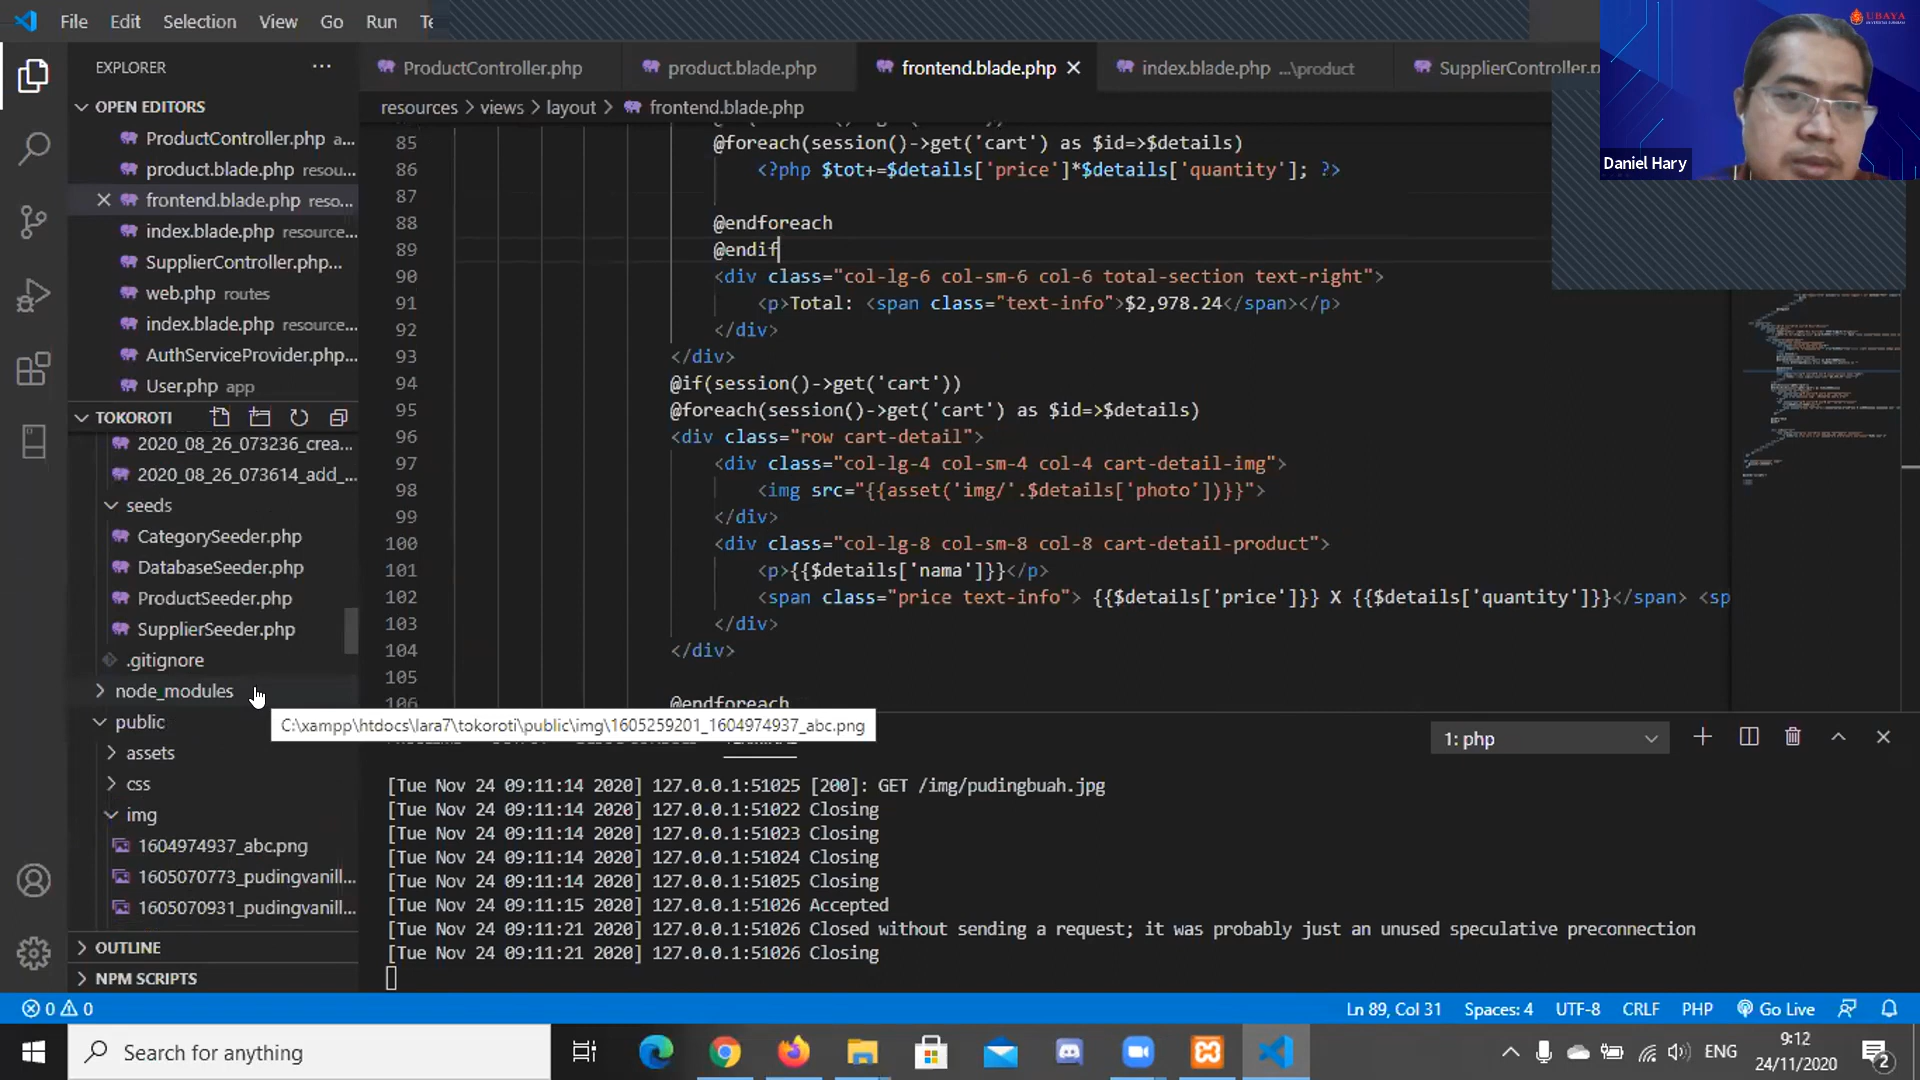 File Edit Selection View Go Run
UBAYA
Daniel Hary
EXPLORER ...
OPEN EDITORS
ProductController.php a...
product.blade.php resou...
frontend.blade.php reso...
index.blade.php resource...
SupplierController.php...
web.php routes
index.blade.php resource...
AuthServiceProvider.php...
User.php app
TOKOROTI
2020_08_26_073236_crea...
2020_08_26_073614_add_...
seeds
CategorySeeder.php
DatabaseSeeder.php
ProductSeeder.php
SupplierSeeder.php
.gitignore
node_modules
public
assets
css
img
1604974937_abc.png
1605070773_pudingvanill...
1605070931_pudingvanill...
OUTLINE
NPM SCRIPTS
ProductController.php product.blade.php frontend.blade.php index.blade.php ...\product SupplierController.p
resources > views > layout > frontend.blade.php
85 @foreach(session()->get('cart') as $id=>$details)
86 <?php $tot+=$details['price']*$details['quantity']; ?>
87
88 @endforeach
89 @endif
90 <div class="col-lg-6 col-sm-6 col-6 total-section text-right">
91 <p>Total: <span class="text-info">$2,978.24</span></p>
92 </div>
93 </div>
94 @if(session()->get('cart'))
95 @foreach(session()->get('cart') as $id=>$details)
96 <div class="row cart-detail">
97 <div class="col-lg-4 col-sm-4 col-4 cart-detail-img">
98 <img src="{{asset('img/'.$details['photo'])}}">
99 </div>
100 <div class="col-lg-8 col-sm-8 col-8 cart-detail-product">
101 <p>{{$details['nama']}}</p>
102 <span class="price text-info"> {{$details['price']}} X {{$details['quantity']}}</span> <sp
103 </div>
104 </div>
105
106 @endforeach
C:\xampp\htdocs\lara7\tokoroti\public\img\1605259201_1604974937_abc.png
1: php
[Tue Nov 24 09:11:14 2020] 127.0.0.1:51025 [200]: GET /img/pudingbuah.jpg
[Tue Nov 24 09:11:14 2020] 127.0.0.1:51022 Closing
[Tue Nov 24 09:11:14 2020] 127.0.0.1:51023 Closing
[Tue Nov 24 09:11:14 2020] 127.0.0.1:51024 Closing
[Tue Nov 24 09:11:14 2020] 127.0.0.1:51025 Closing
[Tue Nov 24 09:11:15 2020] 127.0.0.1:51026 Accepted
[Tue Nov 24 09:11:21 2020] 127.0.0.1:51026 Closed without sending a request; it was probably just an unused speculative preconnection
[Tue Nov 24 09:11:21 2020] 127.0.0.1:51026 Closing
0 0 Ln 89, Col 31 Spaces: 4 UTF-8 CRLF PHP Go Live
Search for anything
ENG
9:12
24/11/2020
2